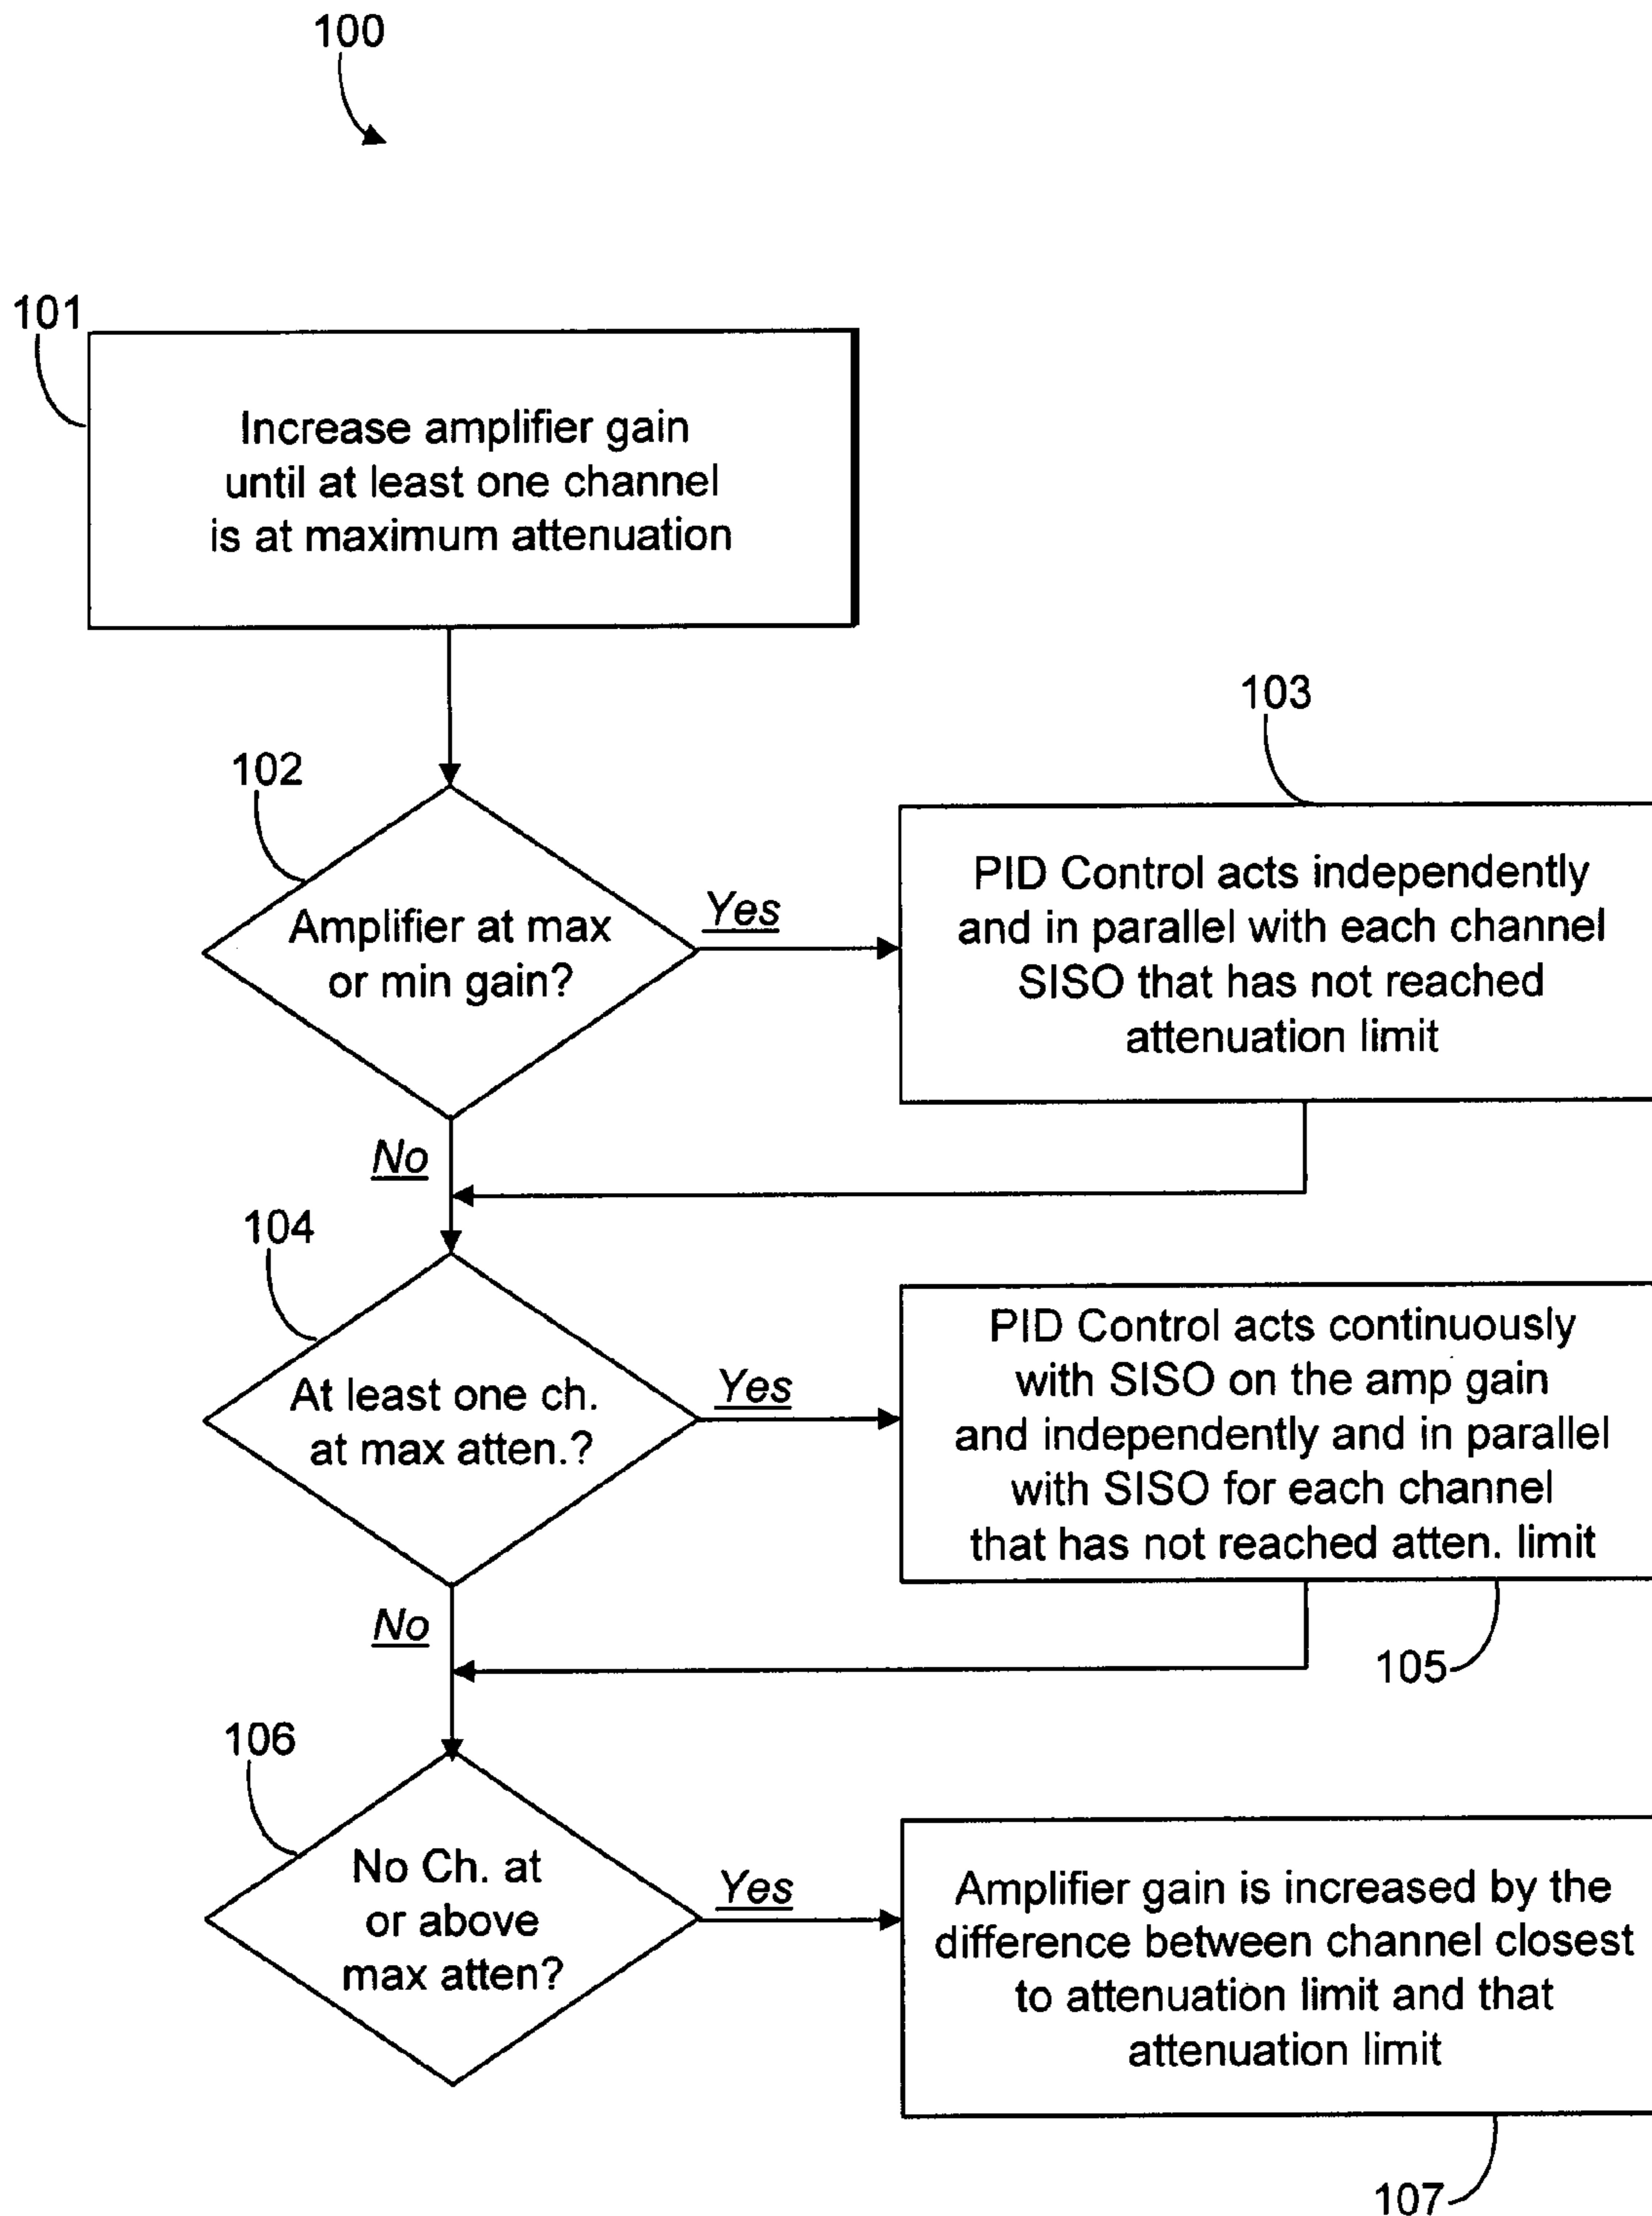 100
101
Increase amplifier gain
until at least one channel
is at maximum attenuation
102
Amplifier at max
or min gain?
Yes
103
PID Control acts independently
and in parallel with each channel
SISO that has not reached
attenuation limit
No
104
At least one ch.
at max atten.?
Yes
PID Control acts continuously
with SISO on the amp gain
and independently and in parallel
with SISO for each channel
that has not reached atten. limit
105
No
106
No Ch. at
or above
max atten?
Yes
Amplifier gain is increased by the
difference between channel closest
to attenuation limit and that
attenuation limit
107